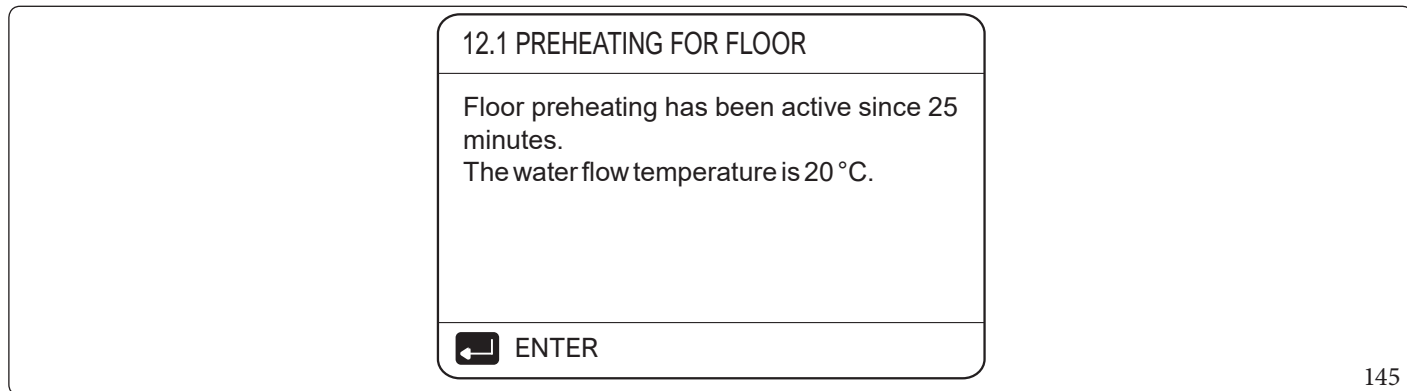 12.1 PREHEATING FOR FLOOR
Floor preheating has been active since 25
minutes.
The water flow temperature is 20 °C.
ENTER
145